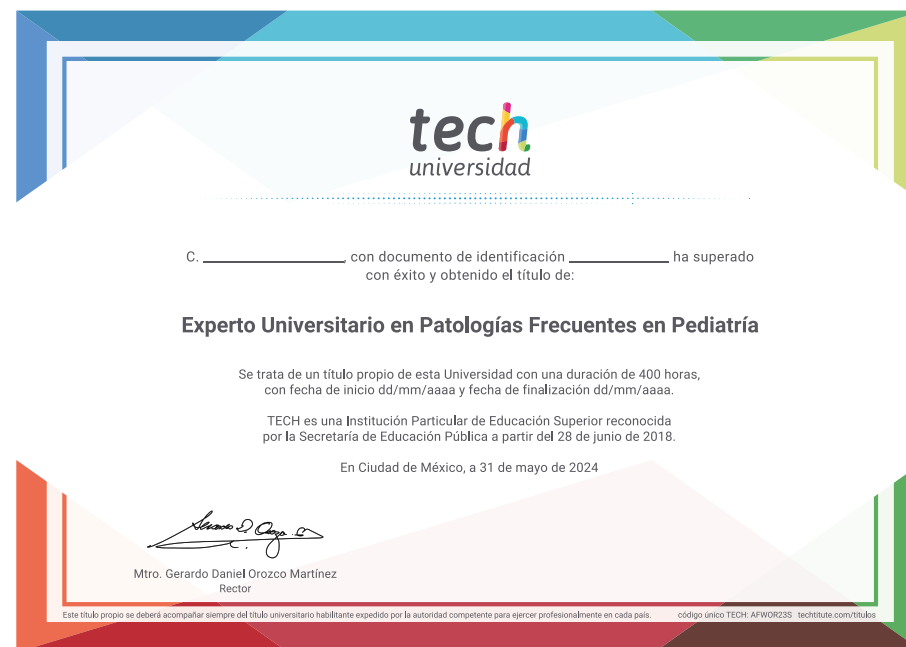 tech
universidad
C. ____________________, con documento de identificación ______________ ha superado
con éxito y obtenido el título de:
Experto Universitario en Patologías Frecuentes en Pediatría
Se trata de un título propio de esta Universidad con una duración de 400 horas,
con fecha de inicio dd/mm/aaaa y fecha de finalización dd/mm/aaaa.
TECH es una Institución Particular de Educación Superior reconocida
por la Secretaría de Educación Pública a partir del 28 de junio de 2018.
En Ciudad de México, a 31 de mayo de 2024
Mtro. Gerardo Daniel Orozco Martínez
Rector
Este título propio se deberá acompañar siempre del título universitario habilitante expedido por la autoridad competente para ejercer profesionalmente en cada país. código único TECH: AFWOR23S techtitute.com/titulos